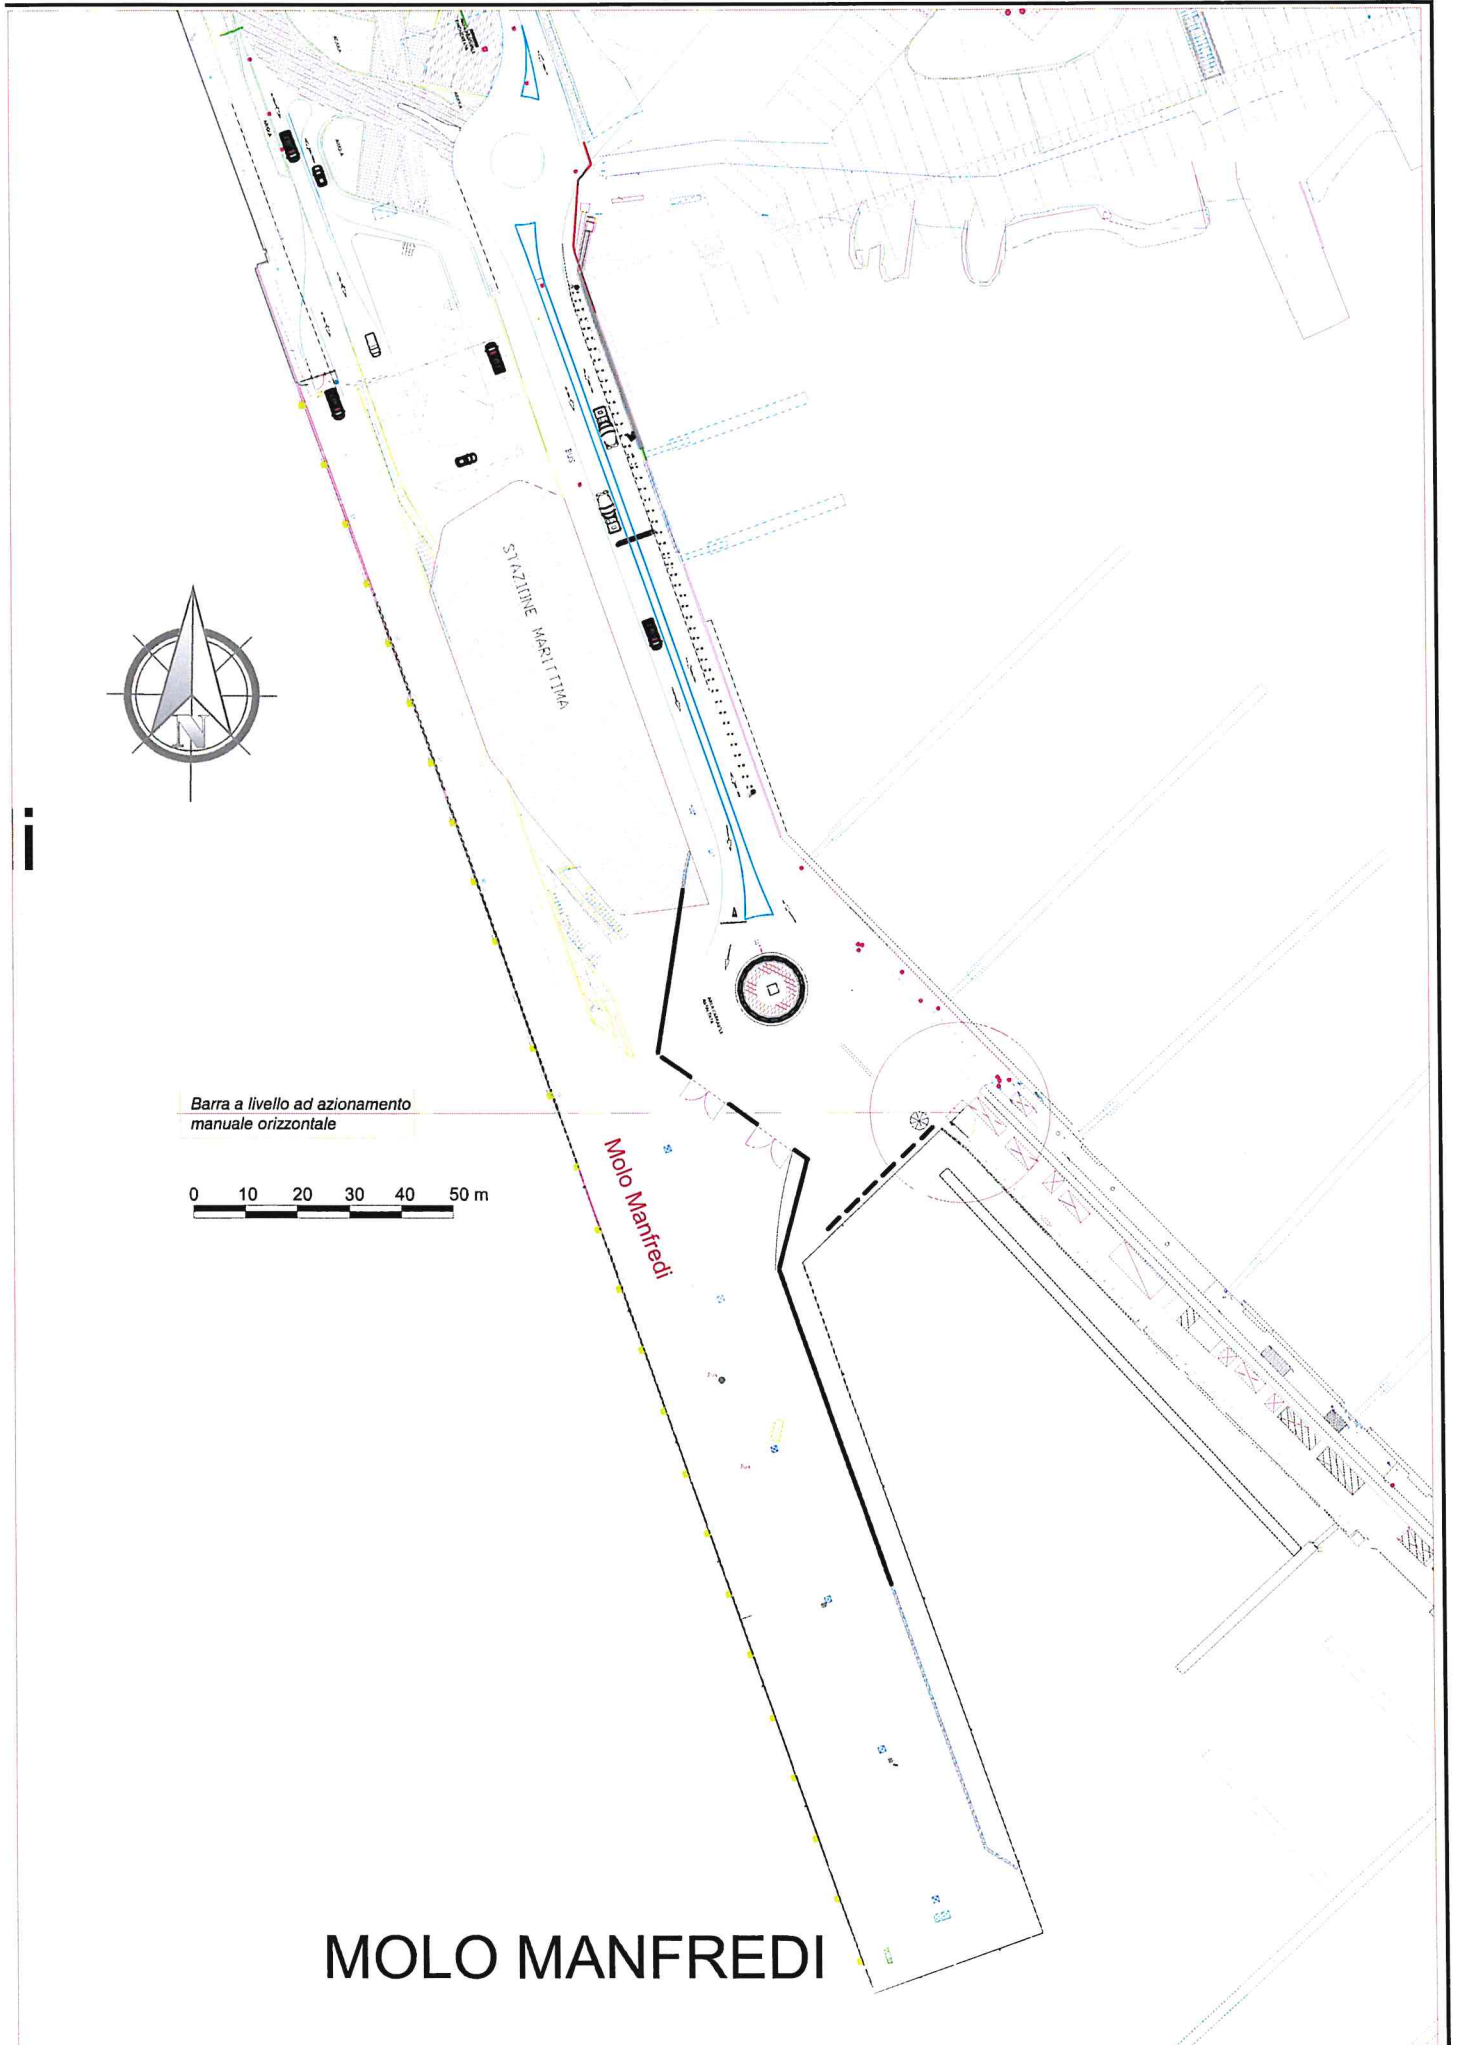 BUS
STAZIONE MARITTIMA
N
i
Barra a livello ad azionamento
manuale orizzontale
0 10 20 30 40 50 m
Molo Manfredi
MOLO MANFREDI